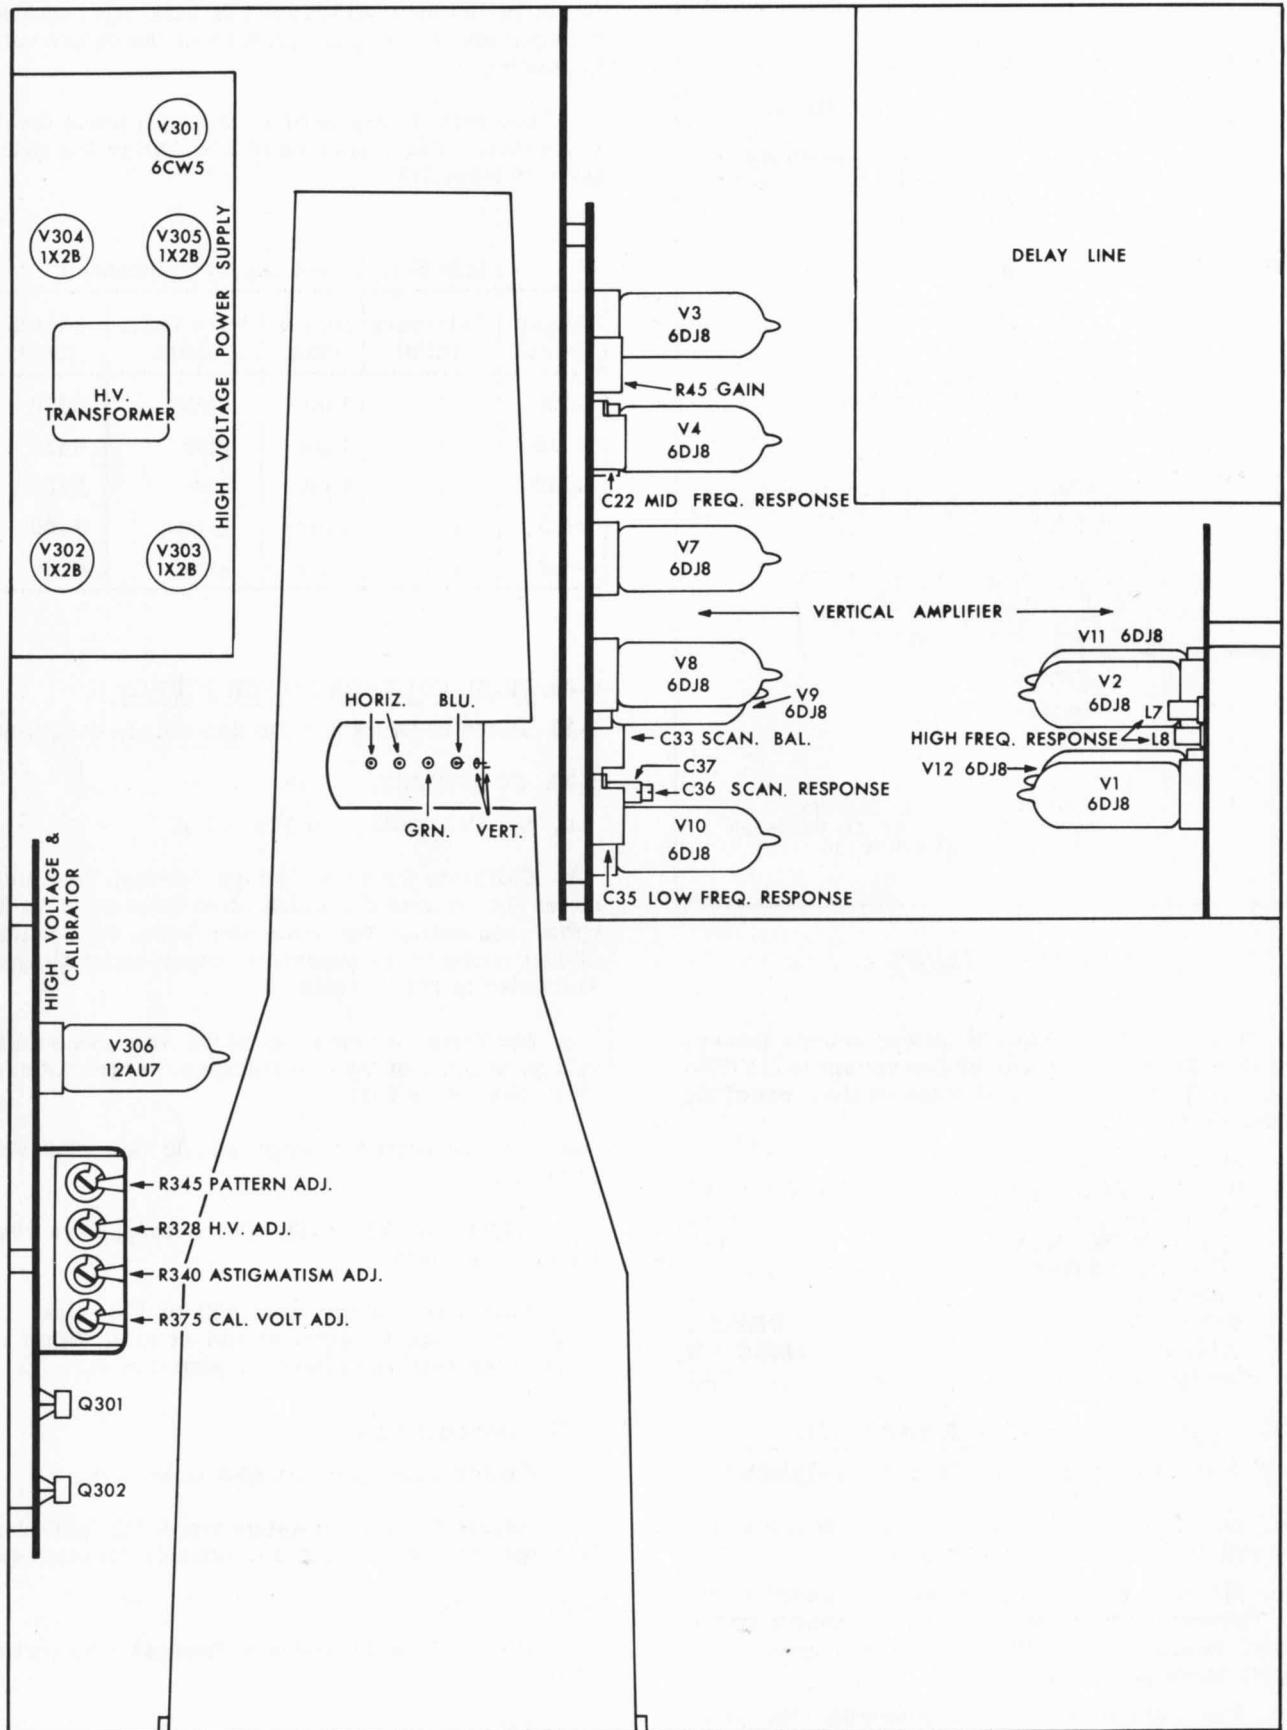 V301
6CW5
V304
1X2B
V305
1X2B
HIGH VOLTAGE POWER SUPPLY
H.V.
TRANSFORMER
V302
1X2B
V303
1X2B
DELAY LINE
V3
6DJ8
R45 GAIN
V4
6DJ8
C22 MID FREQ. RESPONSE
V7
6DJ8
VERTICAL AMPLIFIER
V8
6DJ8
V9
6DJ8
C33 SCAN. BAL.
C37
C36 SCAN. RESPONSE
V10
6DJ8
C35 LOW FREQ. RESPONSE
V11 6DJ8
V2
6DJ8
L7
HIGH FREQ. RESPONSE
L8
V12 6DJ8
V1
6DJ8
HORIZ. BLU.
GRN. VERT.
HIGH VOLTAGE &
CALIBRATOR
V306
12AU7
R345 PATTERN ADJ.
R328 H.V. ADJ.
R340 ASTIGMATISM ADJ.
R375 CAL. VOLT ADJ.
Q301
Q302